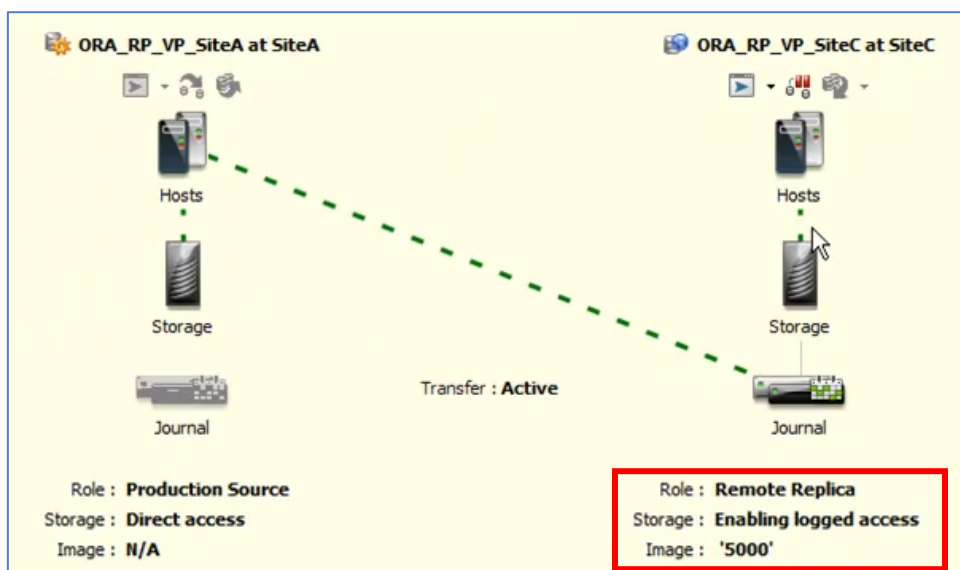 ORA_RP_VP_SiteA at SiteA
ORA_RP_VP_SiteC at SiteC
Hosts
Hosts
Storage
Storage
Transfer : Active
Journal
Journal
Role : Production Source
Storage : Direct access
Image : N/A
Role : Remote Replica
Storage : Enabling logged access
Image : '5000'